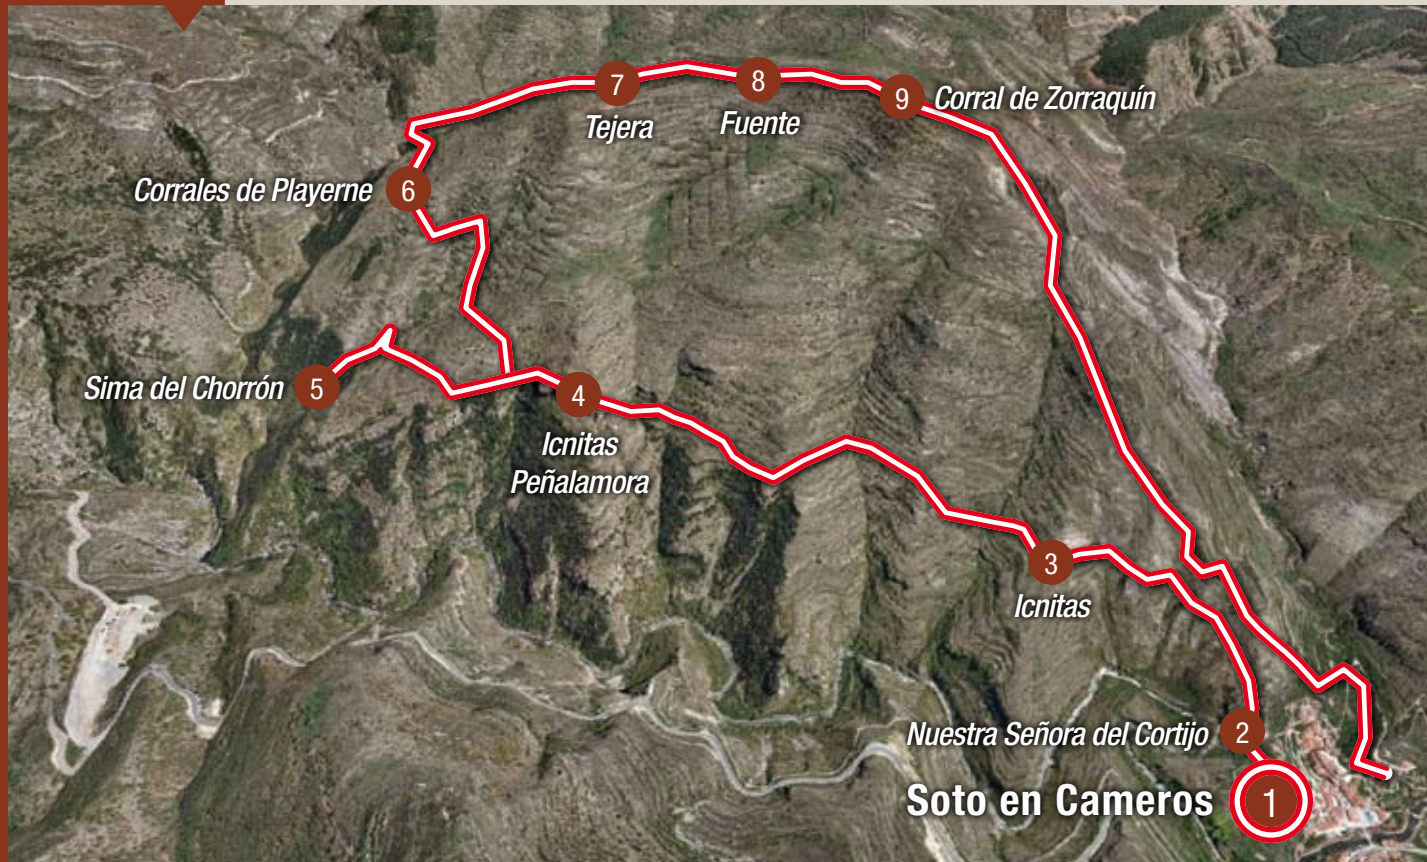 7
8
9 Corral de Zorraquín
Tejera
Fuente
Corrales de Playerne 6
Sima del Chorrón 5
4
Icnitas
Peñalamora
3
Icnitas
Nuestra Señora del Cortijo 2
Soto en Cameros 1